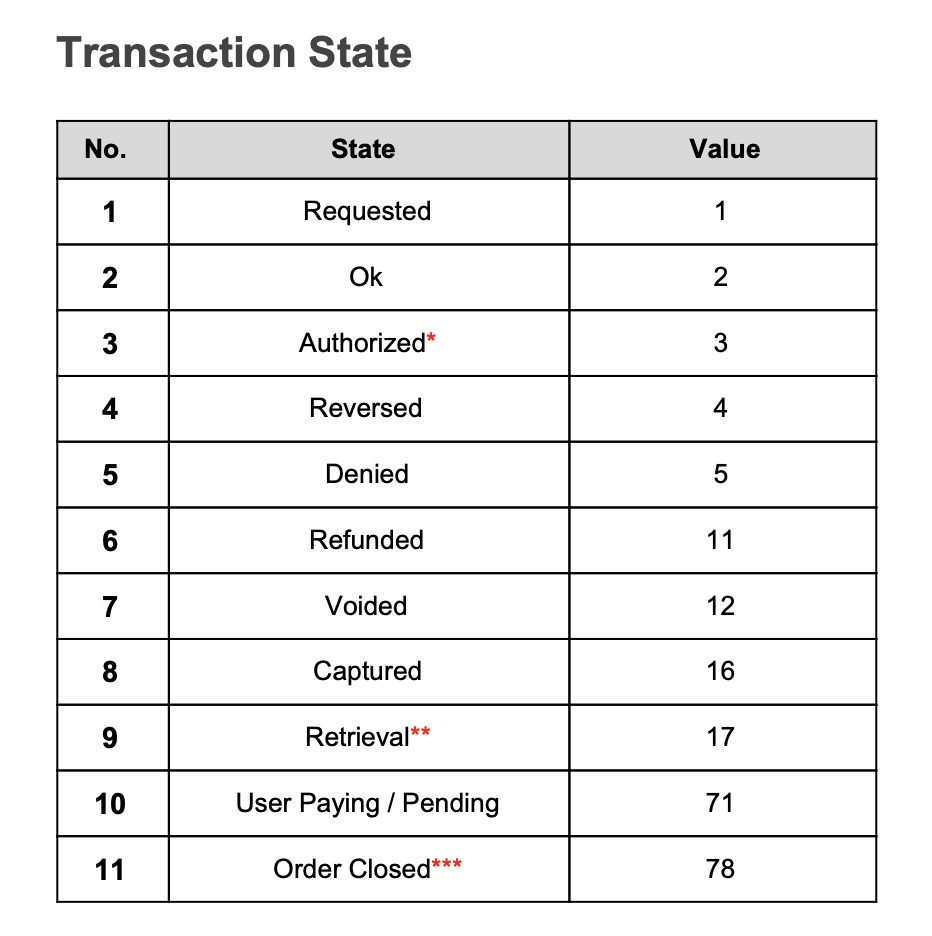 Transaction State
No. State Value
1 Requested 1
2 Ok 2
3 Authorized* 3
4 Reversed 4
5 Denied 5
6 Refunded 11
7 Voided 12
8 Captured 16
9 Retrieval** 17
10 User Paying / Pending 71
11 Order Closed*** 78